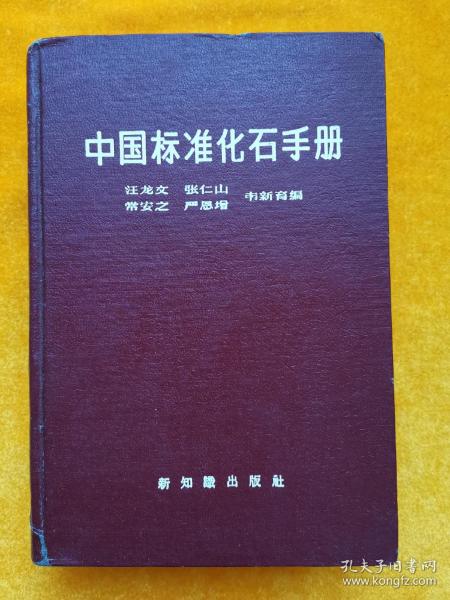 中国标准化石手册
汪龙文 张仁山
常安之 严恩增 韦新育编
新知識出版社
孔夫子旧书网
www.kongfz.com